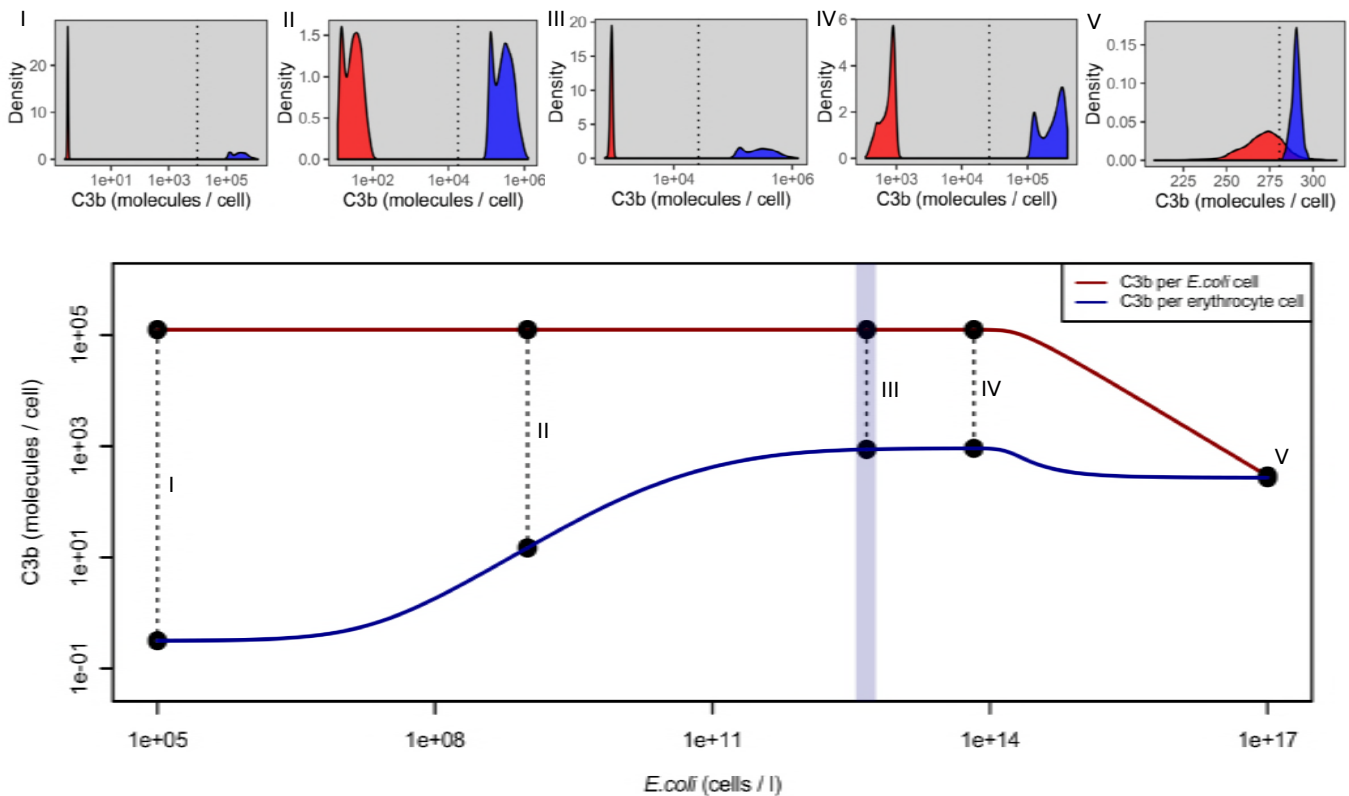 I
Density
20
10
0
1e+01 1e+03 1e+05
C3b (molecules / cell)
II
Density
1.5
1.0
0.5
0.0
1e+02 1e+04 1e+06
C3b (molecules / cell)
III
Density
20
15
10
5
0
1e+04 1e+06
C3b (molecules / cell)
IV
Density
6
4
2
0
1e+03 1e+04 1e+05
C3b (molecules / cell)
V
Density
0.15
0.10
0.05
0.00
225 250 275 300
C3b (molecules / cell)
C3b per E.coli cell
C3b per erythrocyte cell
C3b (molecules / cell)
1e+05
1e+03
1e+01
1e-01
I
II
III
IV
V
1e+05 1e+08 1e+11 1e+14 1e+17
E.coli (cells / l)